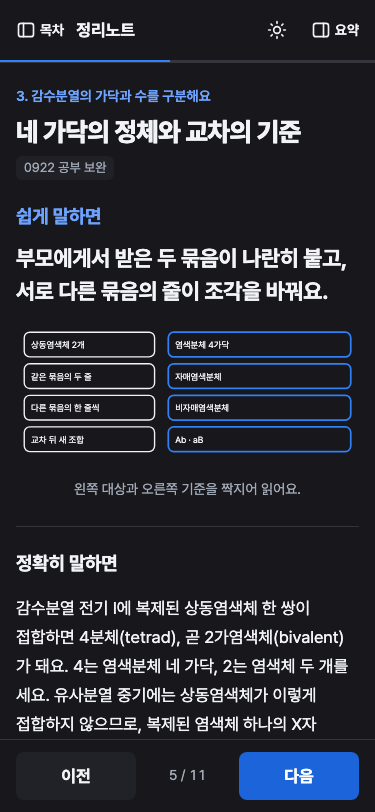 목차 정리노트 요약
3. 감수분열의 가닥과 수를 구분해요
네 가닥의 정체와 교차의 기준
0922 공부 보완
쉽게 말하면
부모에게서 받은 두 묶음이 나란히 붙고,
서로 다른 묶음의 줄이 조각을 바꿔요.
상동염색체 2개 염색분체 4가닥
같은 묶음의 두 줄 자매염색분체
다른 묶음의 한 줄씩 비자매염색분체
교차 뒤 새 조합 Ab · aB
왼쪽 대상과 오른쪽 기준을 짝지어 읽어요.
정확히 말하면
감수분열 전기 I에 복제된 상동염색체 한 쌍이
접합하면 4분체(tetrad), 곧 2가염색체(bivalent)
가 돼요. 4는 염색분체 네 가닥, 2는 염색체 두 개를
세요. 유사분열 중기에는 상동염색체가 이렇게
접합하지 않으므로, 복제된 염색체 하나의 X자
이전 5 / 11 다음